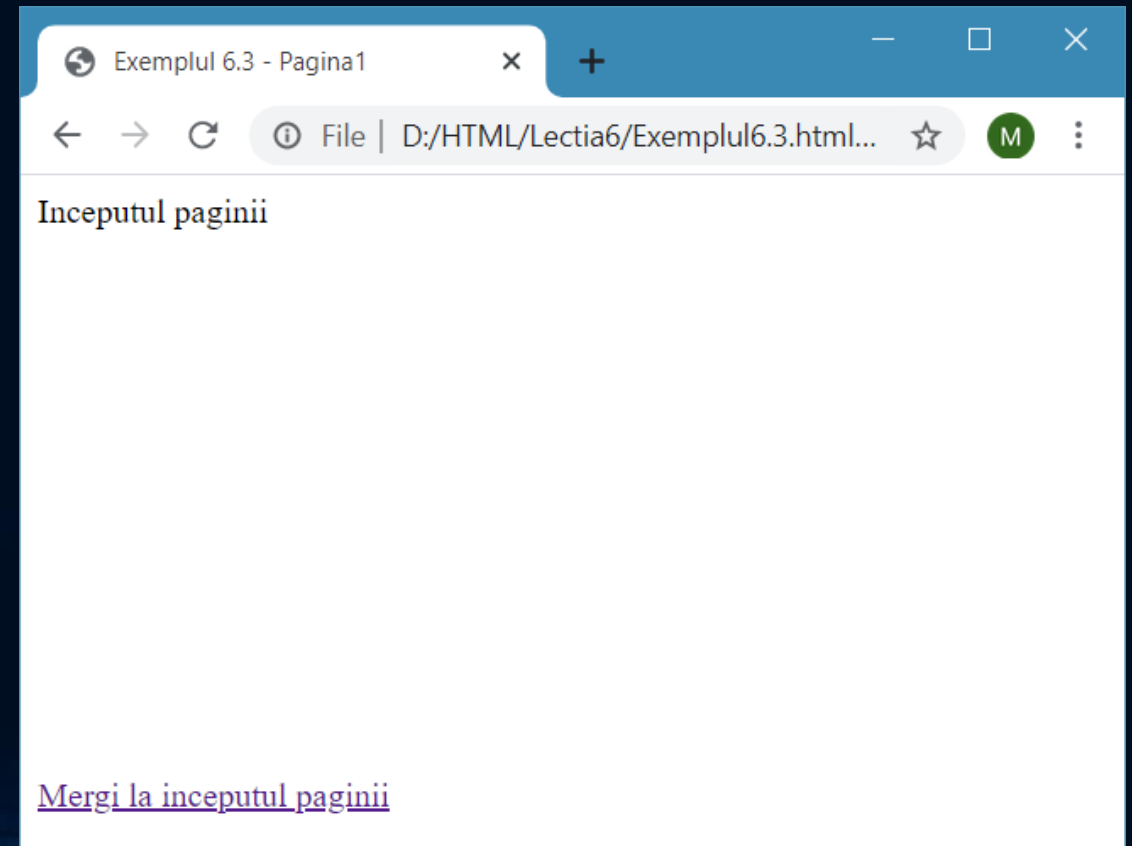 Exemplul 6.3 - Pagina1
File | D:/HTML/Lectia6/Exemplul6.3.html...
M
Inceputul paginii
Mergi la inceputul paginii